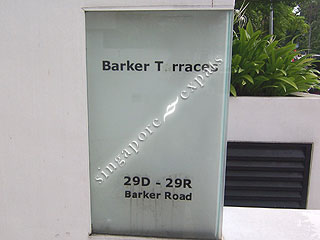 Barker T rraces
singapore expats
29D - 29R
Barker Road